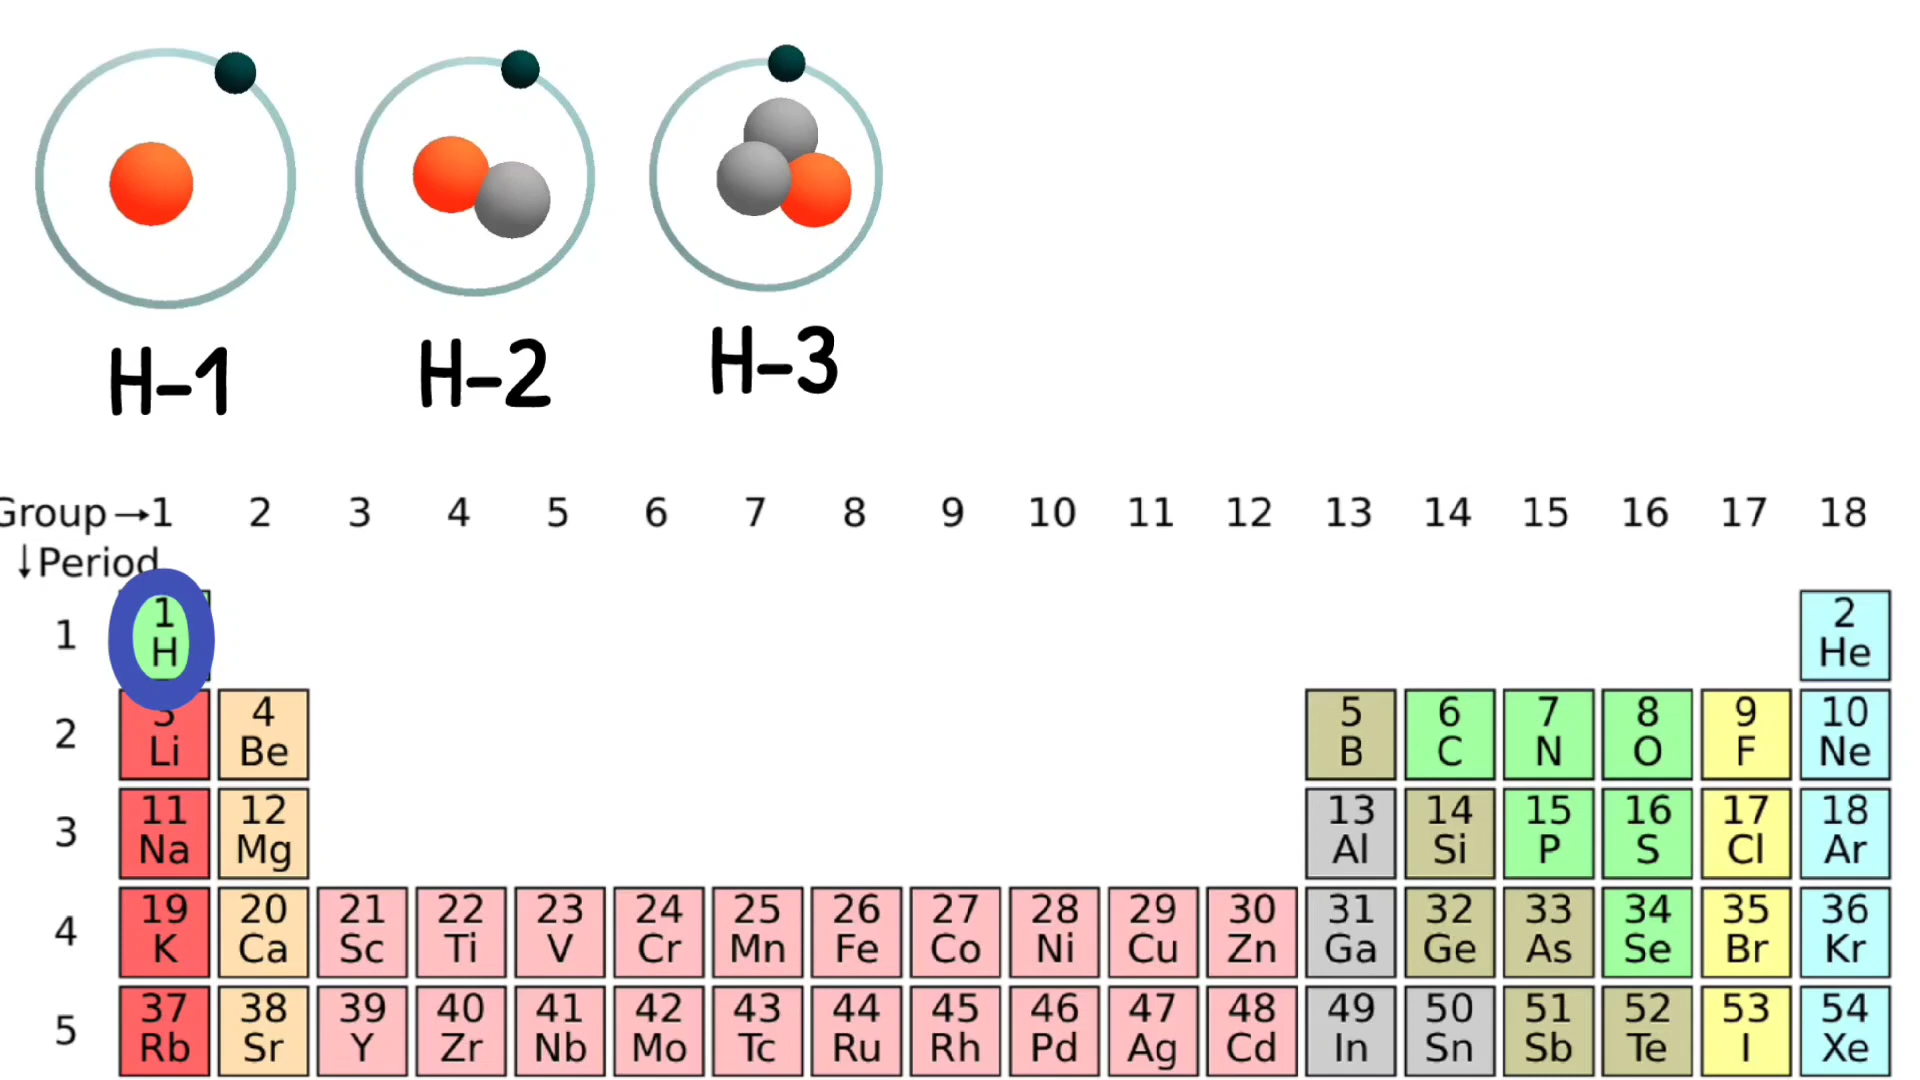 H-1 H-2 H-3
Group →1 2 3 4 5 6 7 8 9 10 11 12 13 14 15 16 17 18
↓Period
1 1 2
H He
2 3 4 5 6 7 8 9 10
Li Be B C N O F Ne
3 11 12 13 14 15 16 17 18
Na Mg Al Si P S Cl Ar
4 19 20 21 22 23 24 25 26 27 28 29 30 31 32 33 34 35 36
K Ca Sc Ti V Cr Mn Fe Co Ni Cu Zn Ga Ge As Se Br Kr
5 37 38 39 40 41 42 43 44 45 46 47 48 49 50 51 52 53 54
Rb Sr Y Zr Nb Mo Tc Ru Rh Pd Ag Cd In Sn Sb Te I Xe